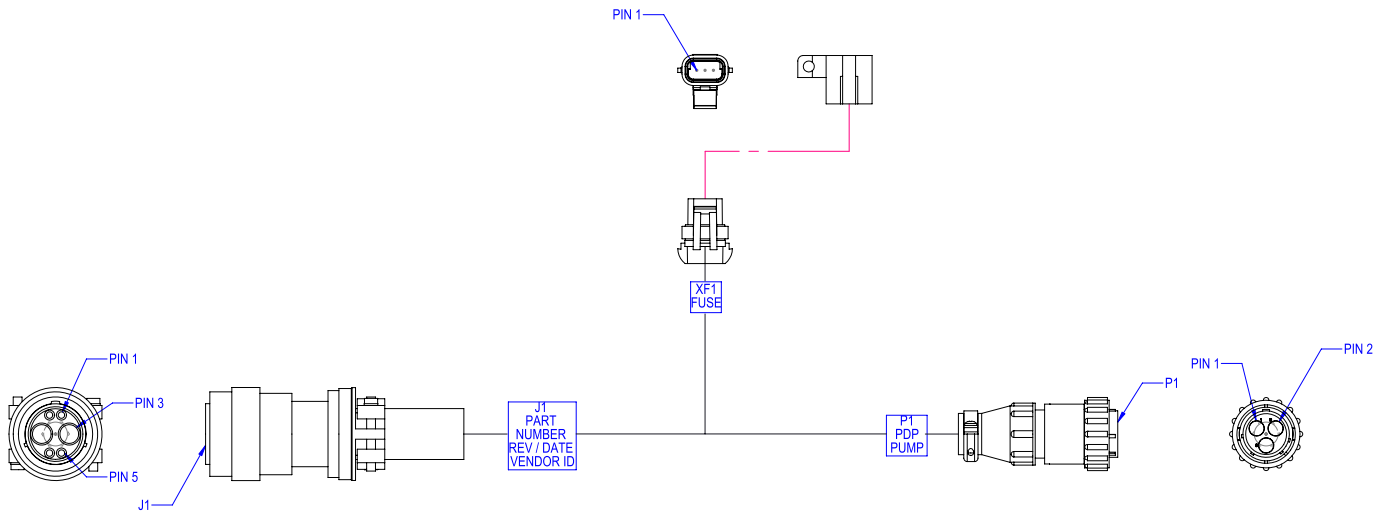 PIN 1
XF1
FUSE
PIN 1
PIN 3
PIN 5
J1
J1
PART
NUMBER
REV / DATE
VENDOR ID
P1
PDP
PUMP
P1
PIN 1
PIN 2